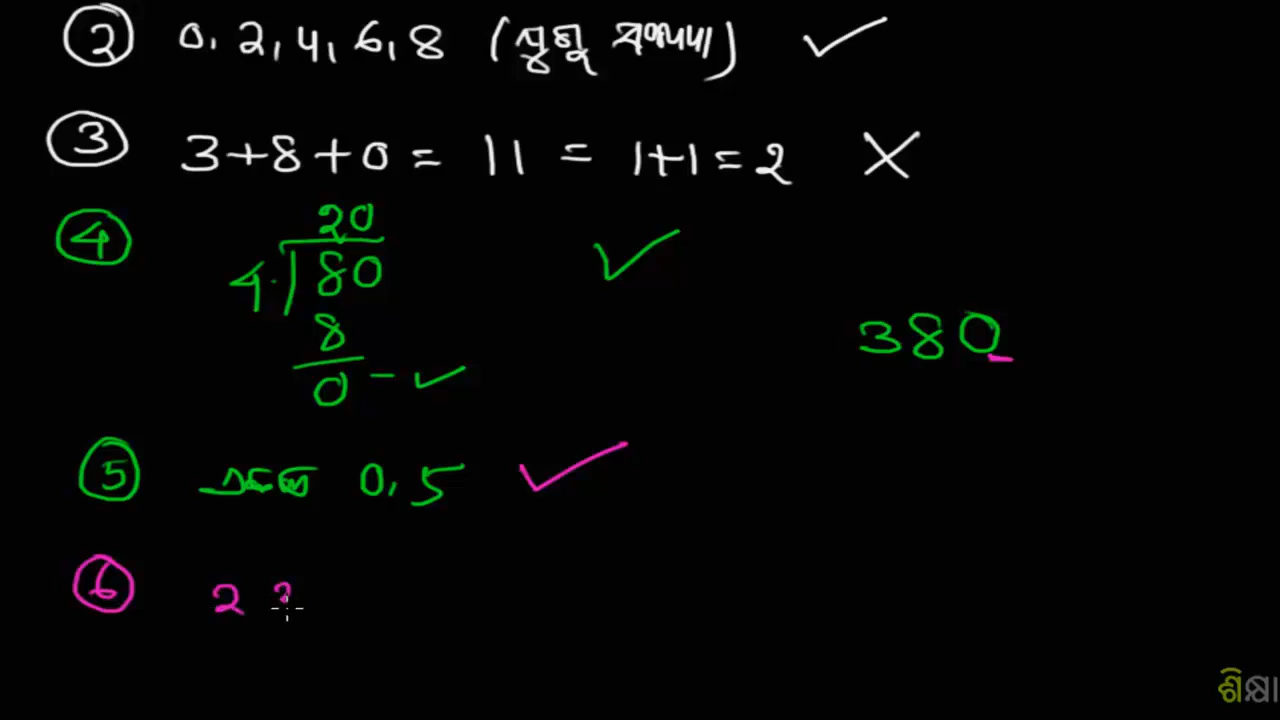 ② 0, 2, 4, 6, 8 (ଯୁଗ୍ମ ସଂଖ୍ୟା) ✓
③ 3+8+0 = 11 = 1+1 = 2 X
20
④ 4 80 ✓
8
0 – ✓
380
⑤ 0, 5 ✓
⑥ 2
ଶିକ୍ଷା